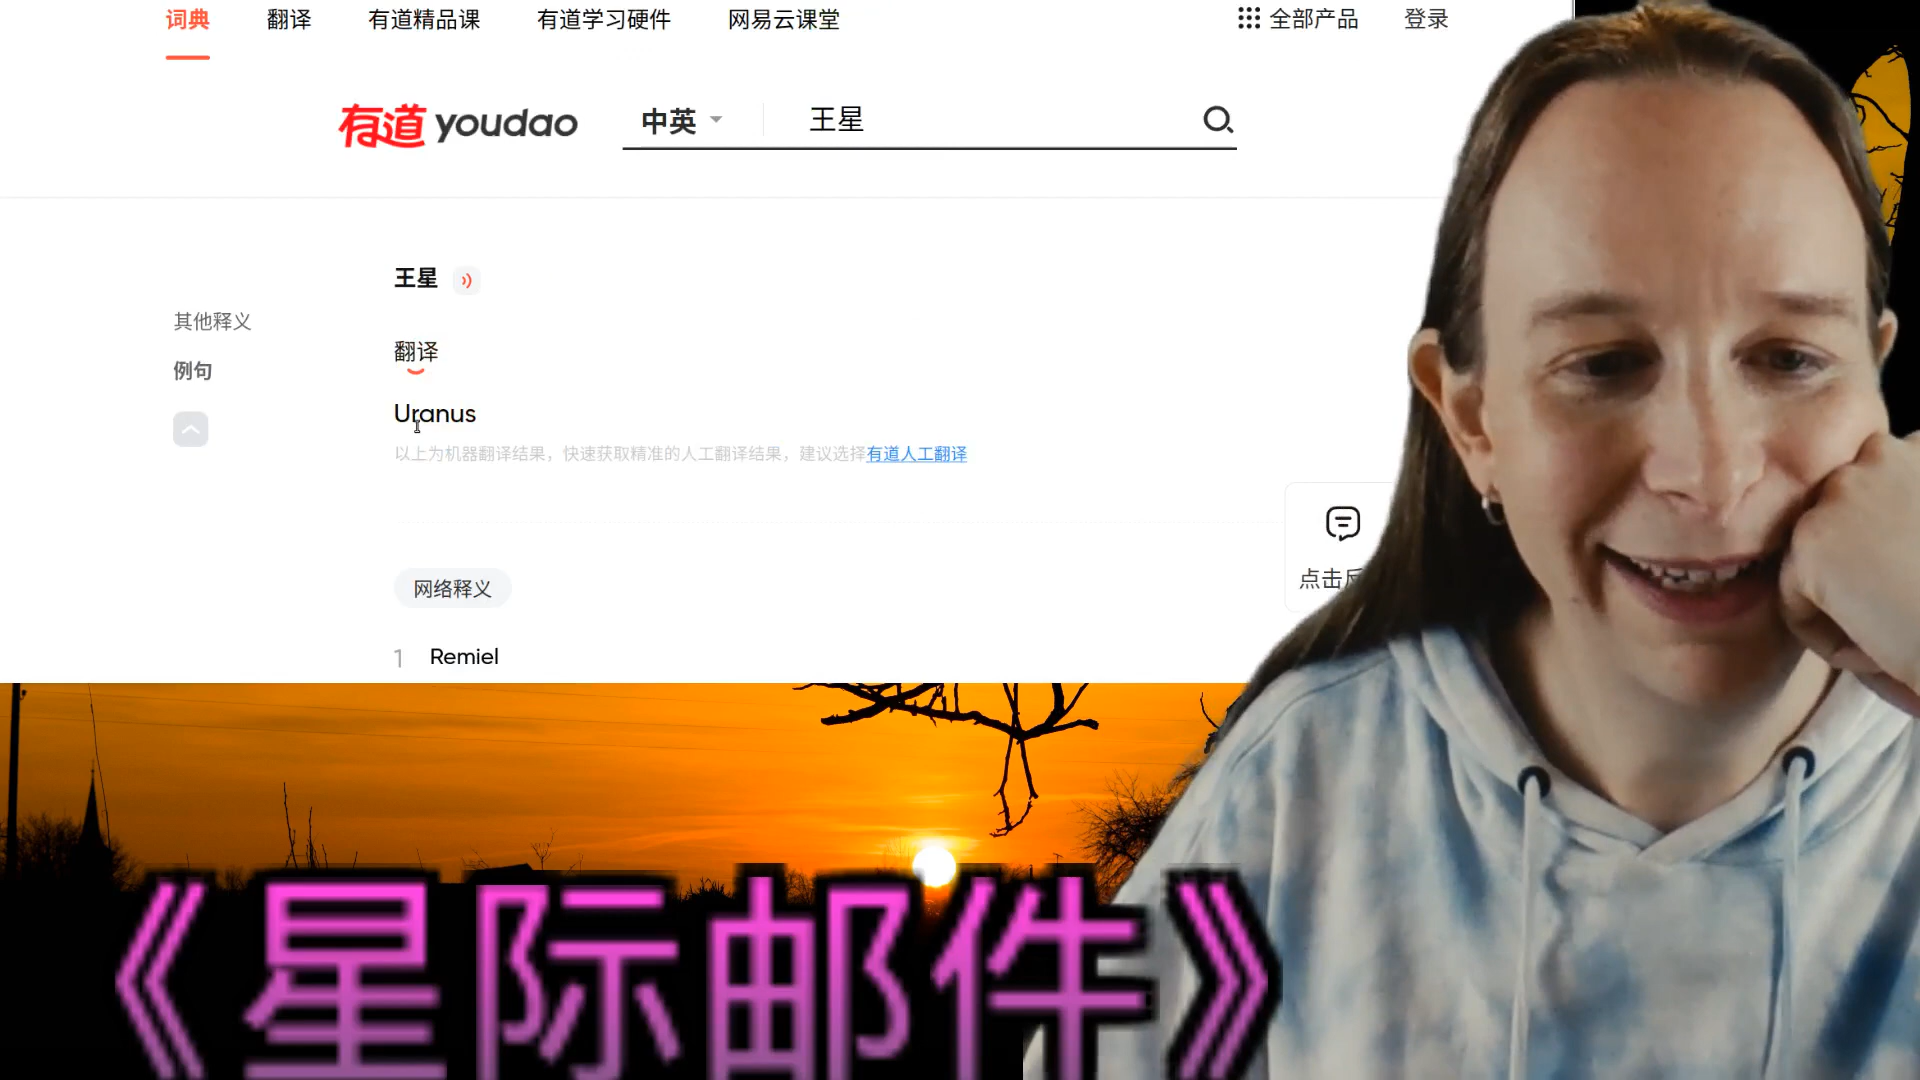 词典 翻译 有道精品课 有道学习硬件 网易云课堂 全部产品 登录
有道 youdao 中英 王星
王星
其他释义
翻译
例句
Uranus
以上为机器翻译结果，快速获取精准的人工翻译结果，建议选择有道人工翻译
点击
网络释义
1 Remiel
《星际邮件》